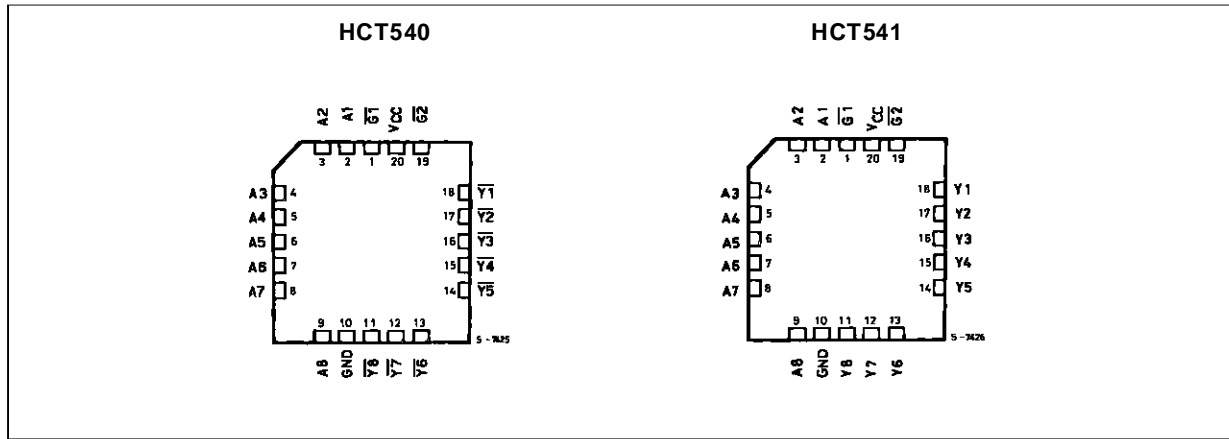 HCT540
A2 A1 G1 VCC G2
3 2 1 20 19
A3 4
A4 5
A5 6
A6 7
A7 8
18 Y1
17 Y2
16 Y3
15 Y4
14 Y5
9 10 11 12 13
A8 GND Y8 Y7 Y6
S-7425
HCT541
A2 A1 G1 VCC G2
3 2 1 20 19
A3 4
A4 5
A5 6
A6 7
A7 8
18 Y1
17 Y2
16 Y3
15 Y4
14 Y5
9 10 11 12 13
A8 GND Y8 Y7 Y6
S-7426